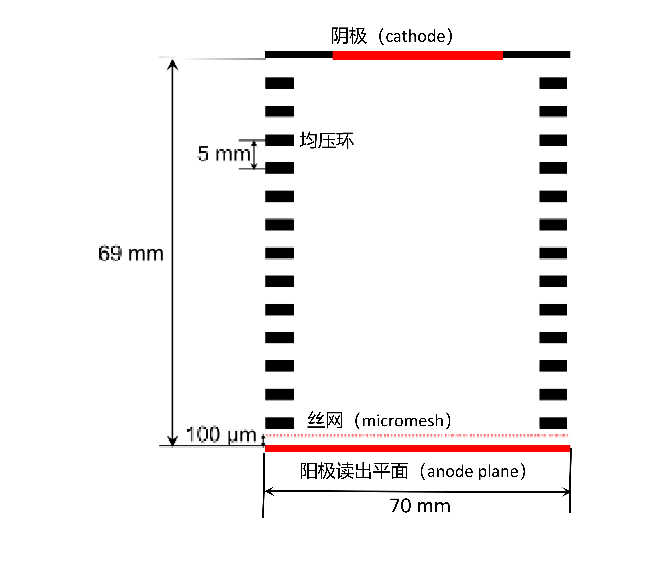 阴极（cathode）
均压环
5 mm
69 mm
丝网（micromesh）
100 μm
阳极读出平面（anode plane）
70 mm